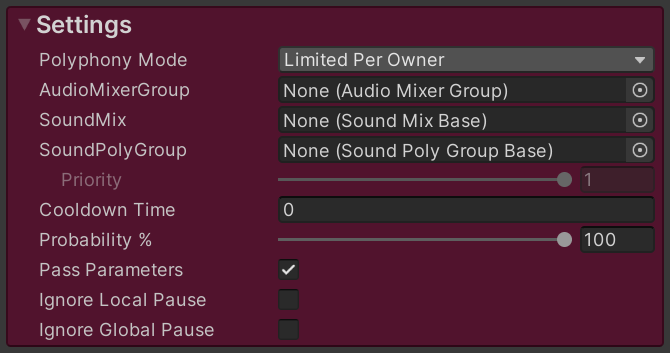 Settings
Polyphony Mode Limited Per Owner
AudioMixerGroup None (Audio Mixer Group)
SoundMix None (Sound Mix Base)
SoundPolyGroup None (Sound Poly Group Base)
Priority 1
Cooldown Time 0
Probability % 100
Pass Parameters
Ignore Local Pause
Ignore Global Pause